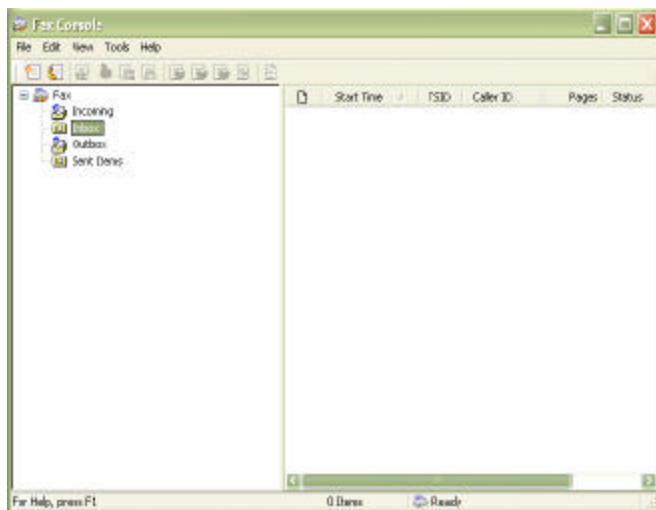 Fax Console
File Edit View Tools Help
Fax
Incoming
Inbox
Outbox
Sent Items
Start Time TSID Caller ID Pages Status
For Help, press F1 0 Items Ready